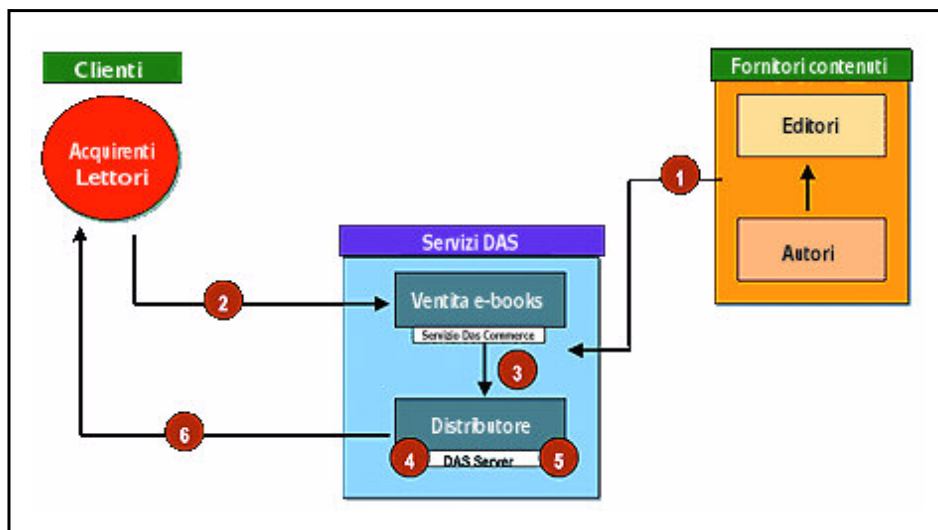 Clienti
Acquirenti
Lettori
Fornitori contenuti
Editori
Autori
1
Servizi DAS
Ventita e-books
Servizio Das Commerce
2
3
Distributore
DAS Server
4
5
6